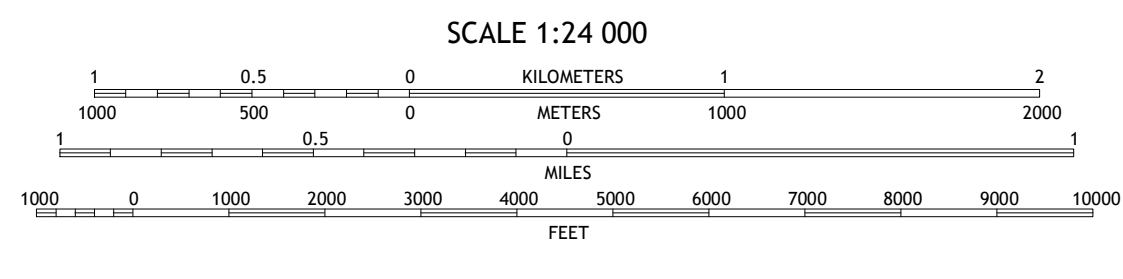 SCALE 1:24 000
1 0.5 0 KILOMETERS 1 2
1000 500 0 METERS 1000 2000
1 0.5 0 1
MILES
1000 0 1000 2000 3000 4000 5000 6000 7000 8000 9000 10000
FEET